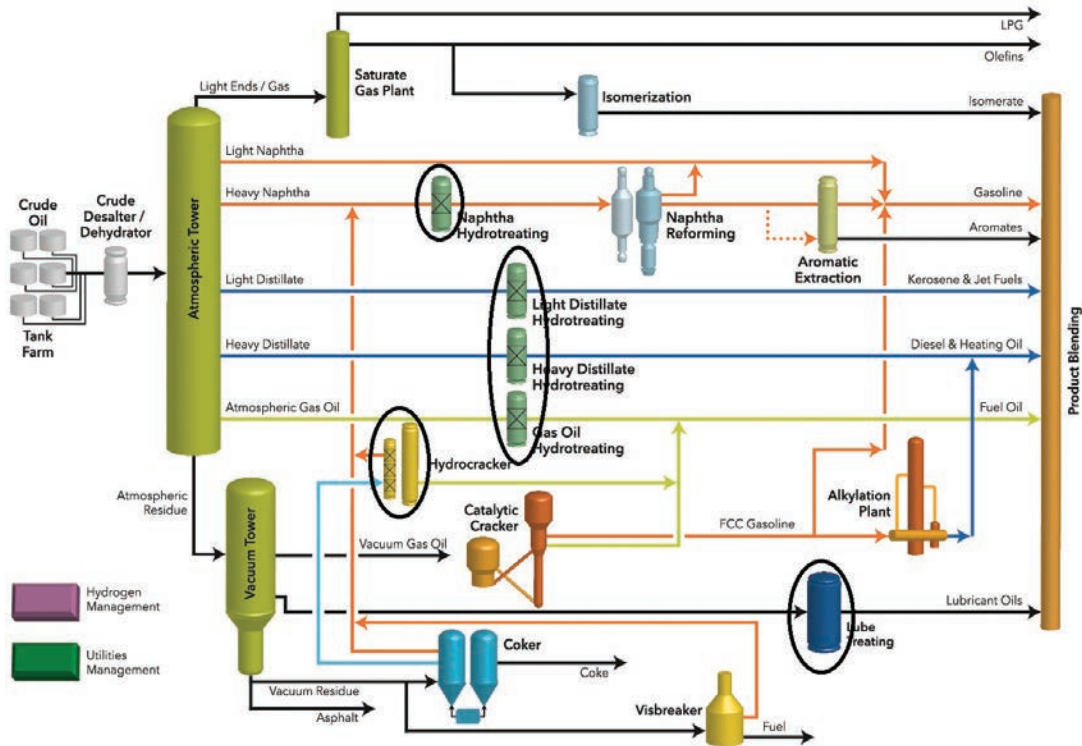 LPG
Olefins
Light Ends / Gas
Saturate
Gas Plant
Isomerization
Isomerate
Light Naphtha
Heavy Naphtha
Gasoline
Crude
Oil
Crude
Desalter /
Dehydrator
Tank
Farm
Atmospheric Tower
Naphtha
Hydrotreating
Naphtha
Reforming
Aromatic
Extraction
Aromates
Light Distillate
Light Distillate
Hydrotreating
Kerosene & Jet Fuels
Heavy Distillate
Heavy Distillate
Hydrotreating
Diesel & Heating Oil
Atmospheric Gas Oil
Gas Oil
Hydrotreating
Fuel Oil
Product Blending
Hydrocracker
Atmospheric
Residue
Vacuum Tower
Vacuum Gas Oil
Catalytic
Cracker
FCC Gasoline
Alkylation
Plant
Hydrogen
Management
Utilities
Management
Lubricant Oils
Lube
Treating
Coker
Coke
Vacuum Residue
Asphalt
Visbreaker
Fuel